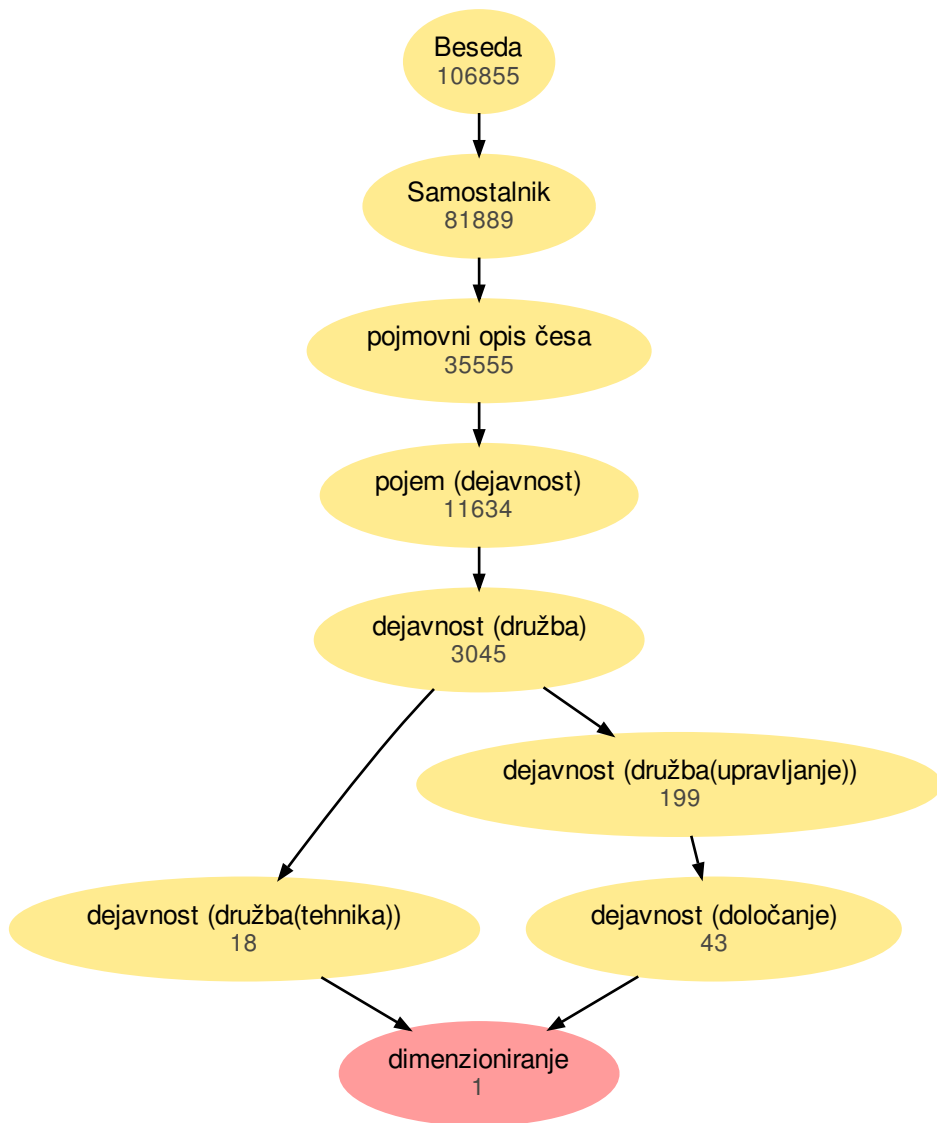 Beseda
106855
Samostalnik
81889
pojmovni opis česa
35555
pojem (dejavnost)
11634
dejavnost (družba)
3045
dejavnost (družba(upravljanje))
199
dejavnost (družba(tehnika))
18
dejavnost (določanje)
43
dimenzioniranje
1